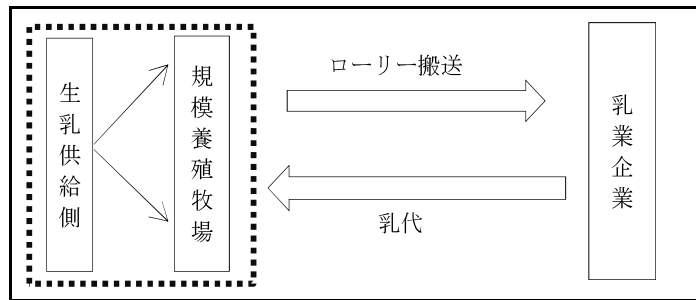 生乳供給側
規模養殖牧場
ローリー搬送
乳代
乳業企業